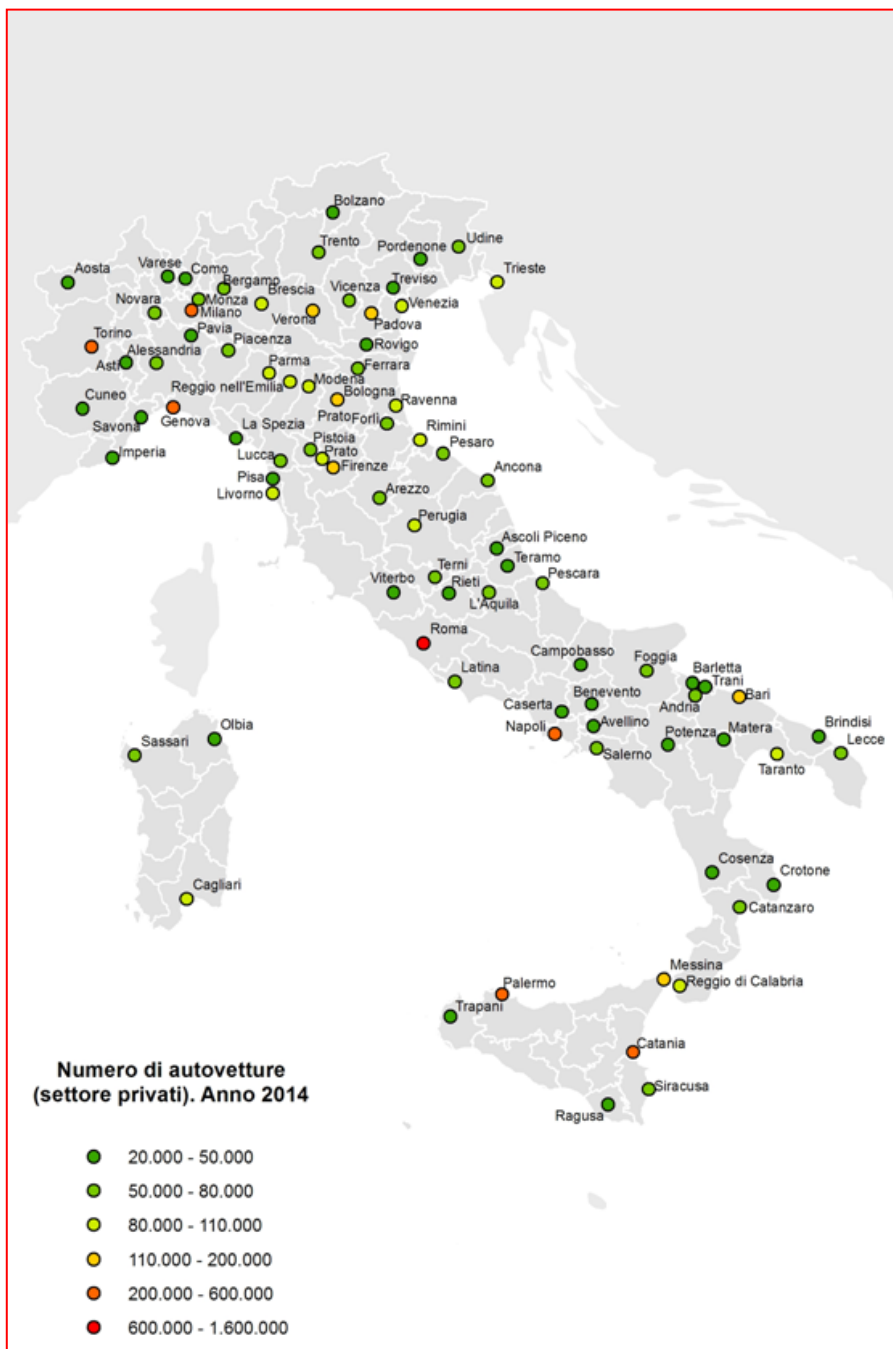 Bolzano
Trento
Pordenone
Udine
Aosta
Varese
Como
Bergamo
Brescia
Vicenza
Treviso
Trieste
Novara
Monza
Milano
Verona
Padova
Venezia
Torino
Pavia
Piacenza
Rovigo
Asti
Alessandria
Parma
Ferrara
Cuneo
Reggio nell'Emilia
Modena
Bologna
Ravenna
Savona
Genova
La Spezia
Prato
Forlì
Rimini
Imperia
Lucca
Pistoia
Prato
Firenze
Pesaro
Pisa
Livorno
Arezzo
Ancona
Perugia
Ascoli Piceno
Teramo
Viterbo
Terni
Rieti
L'Aquila
Pescara
Roma
Latina
Campobasso
Foggia
Barletta
Trani
Andria
Bari
Caserta
Benevento
Napoli
Avellino
Salerno
Potenza
Matera
Brindisi
Lecce
Taranto
Olbia
Sassari
Cagliari
Cosenza
Crotone
Catanzaro
Messina
Reggio di Calabria
Palermo
Trapani
Catania
Siracusa
Ragusa
Numero di autovetture
(settore privati). Anno 2014
20.000 - 50.000
50.000 - 80.000
80.000 - 110.000
110.000 - 200.000
200.000 - 600.000
600.000 - 1.600.000